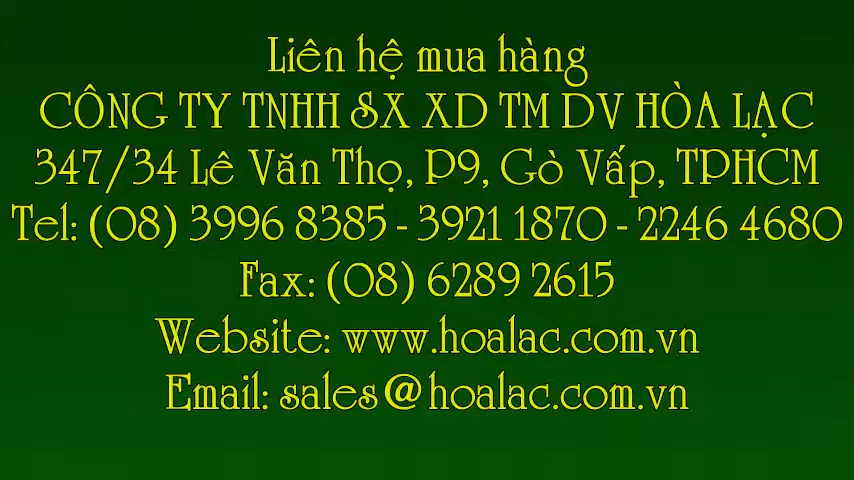 Liên hệ mua hàng
CÔNG TY TNHH SX XD TM DV HÒA LẠC
347/34 Lê Văn Thọ, P9, Gò Vấp, TPHCM
Tel: (08) 3996 8385 - 3921 1870 - 2246 4680
Fax: (08) 6289 2615
Website: www.hoalac.com.vn
Email: sales@hoalac.com.vn